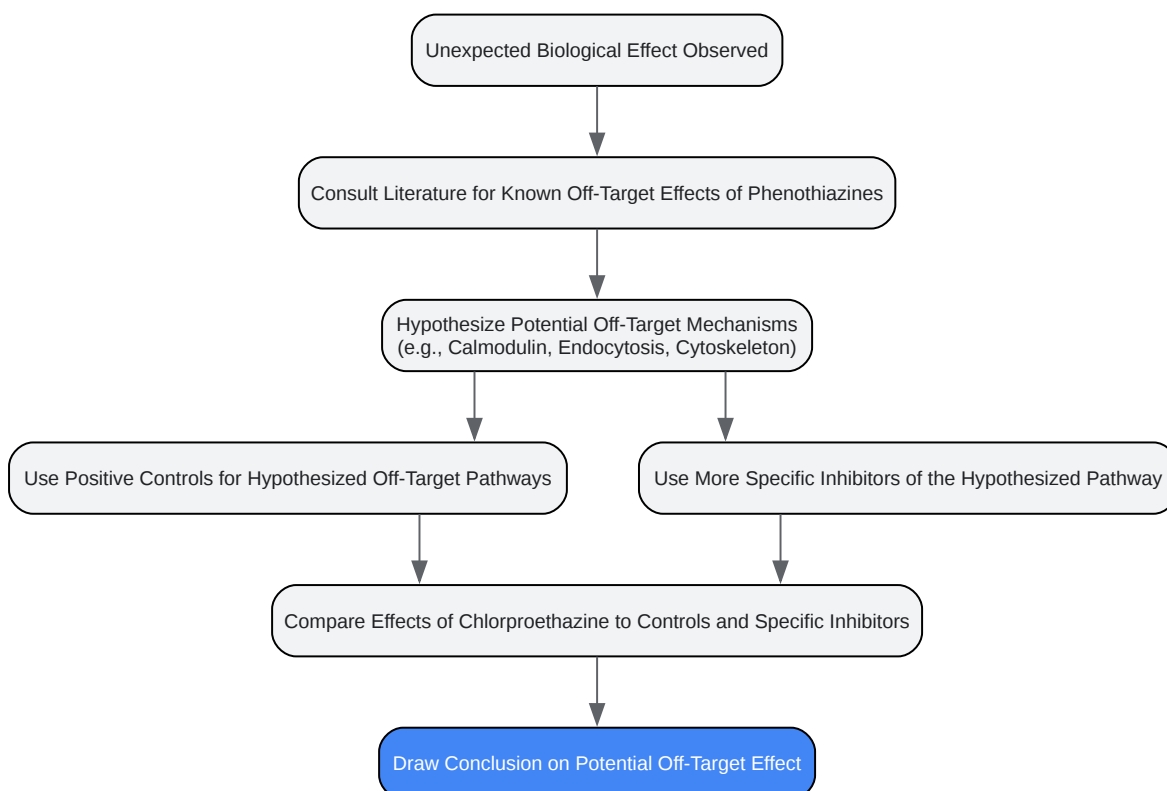 Unexpected Biological Effect Observed
Consult Literature for Known Off-Target Effects of Phenothiazines
Hypothesize Potential Off-Target Mechanisms
(e.g., Calmodulin, Endocytosis, Cytoskeleton)
Use Positive Controls for Hypothesized Off-Target Pathways
Use More Specific Inhibitors of the Hypothesized Pathway
Compare Effects of Chlorproethazine to Controls and Specific Inhibitors
Draw Conclusion on Potential Off-Target Effect